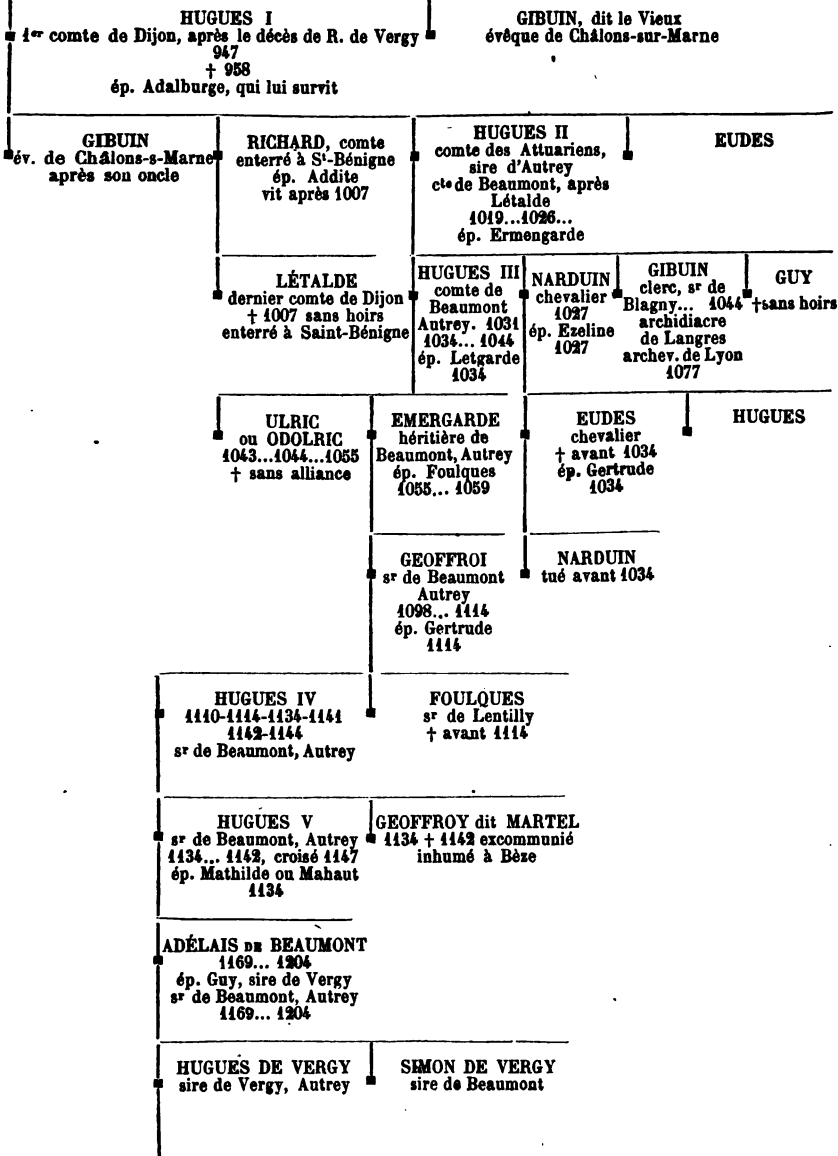 HUGUES I
1er comte de Dijon, après le décès de R. de Vergy
947
† 958
ép. Adalburge, qui lui survit
GIBUIN, dit le Vieux
évêque de Châlons-sur-Marne
GIBUIN
év. de Châlons-s-Marne
après son oncle
RICHARD, comte
enterré à St-Bénigne
ép. Addite
vit après 1007
HUGUES II
comte des Attuariens,
sire d'Autrey
cte de Beaumont, après
Létalde
1019...1026...
ép. Ermengarde
EUDES
LÉTALDE
dernier comte de Dijon
† 1007 sans hoirs
enterré à Saint-Bénigne
HUGUES III
comte de
Beaumont
Autrey. 1031
1034... 1044
ép. Letgarde
1034
NARDUIN
chevalier
1027
ép. Ezeline
1027
GIBUIN
clerc, sr de
Blagny... 1044
archidiacre
de Langres
archev. de Lyon
1077
GUY
†sans hoirs
ULRIC
ou ODOLRIC
1043...1044...1055
† sans alliance
EMERGARDE
héritière de
Beaumont, Autrey
ép. Foulques
1055... 1059
EUDES
chevalier
† avant 1034
ép. Gertrude
1034
HUGUES
GEOFFROI
sr de Beaumont
Autrey
1098... 1114
ép. Gertrude
1114
NARDUIN
tué avant 1034
HUGUES IV
1110-1114-1134-1141
1142-1144
sr de Beaumont, Autrey
FOULQUES
sr de Lentilly
† avant 1114
HUGUES V
sr de Beaumont, Autrey
1134... 1142, croisé 1147
ép. Mathilde ou Mahaut
1134
GEOFFROY dit MARTEL
1134 † 1142 excommunié
inhumé à Bèze
ADÉLAIS DE BEAUMONT
1169... 1204
ép. Guy, sire de Vergy
sr de Beaumont, Autrey
1169... 1204
HUGUES DE VERGY
sire de Vergy, Autrey
SIMON DE VERGY
sire de Beaumont